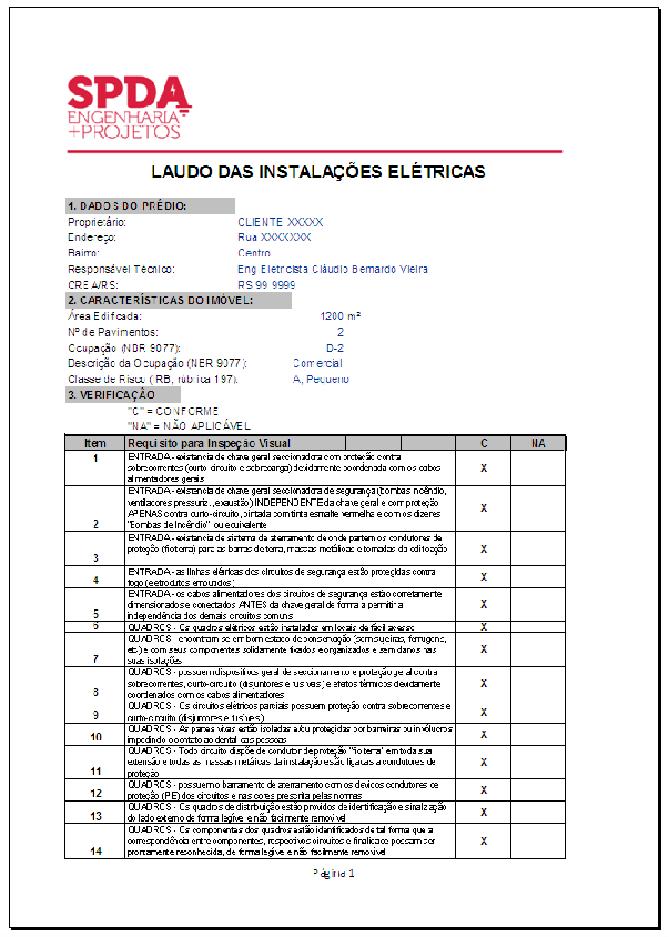 SPDA
ENGENHARIA
+PROJETOS
LAUDO DAS INSTALAÇÕES ELÉTRICAS
1. DADOS DO PRÉDIO:
Proprietário: CLIENTE XXXXX
Endereço: Rua XXXXXXX
Bairro: Centro
Responsável Técnico: Eng Eletricista Cláudio Bernardo Vieira
CREA/RS: RS 99 9999
2. CARACTERÍSTICAS DO IMÓVEL:
Área Edificada: 1200 m²
Nº de Pavimentos: 2
Ocupação (NBR 9077): D-2
Descrição da Ocupação (NBR 9077): Comercial
Classe de Risco (IRB, rúbrica 197): A, Pequeno
3. VERIFICAÇÃO
"C" = CONFORME
"NA" = NÃO APLICÁVEL
Item Requisito para Inspeção Visual C NA
1 ENTRADA - existencia de chave geral seccionadora com proteção contra
sobrecorrentes (curto-circuito e sobrecarga) devidamente coordenada com os cabos X
alimentadores gerais
ENTRADA - existencia de chave geral seccionadora de segurança (bombas incêndio,
ventiladores pressuriz., exaustão) INDEPENDENTE da chave geral e com proteção
APENAS contra curto-circuito, pintada com tinta esmalte vermelha e com os dizeres X
2 "Bombas de Incêndio" ou equivalente
ENTRADA - existencia de sistema de aterramento de onde partem os condutores de
3 proteção (fio terra) para as barras de terra, massas metálicas e tomadas da edificação X
ENTRADA - as linhas elétricas dos circuitos de segurança estão protegidas contra
4 fogo (eletrodutos embutidos) X
ENTRADA - os cabos alimentadores dos circuitos de segurança estão corretamente
dimensionados e conectados ANTES da chave geral de forma a permitir a X
5 independência dos demais circuitos comuns
6 QUADROS - Os quadros elétricos estão instalados em locais de fácil acesso X
QUADROS - encontram-se em bom estado de conservação (sem sujeiras, ferrugens,
etc) e com seus componentes solidamente fixados e organizados e sem danos nas X
7 suas isolações
QUADROS - possuem dispositivos geral de seccionamento e proteção geral contra
sobrecorrentes, curto-circuito (disjuntores e fusíveis) e efeitos térmicos devidamente X
8 coordenados com os cabos alimentadores
QUADROS - Os circuitos elétricos parciais possuem proteção contra sobrecorrentes e
9 curto-circuito (disjuntores e fusíveis) X
QUADROS - As partes vivas estão isoladas e/ou protegidas por barreiras ou invólucros
10 impedindo o contato acidental das pessoas X
QUADROS - Todo circuito dispõe de condutor de proteção "fio terra" em toda sua
extensão e todas as massas metálicas da instalação estão ligadas a condutores de X
11 proteção
QUADROS - possuem barramento de aterramento com os devidos condutores de
12 proteção (PE) dos circuitos e nas cores prescritas pelas normas X
QUADROS - Os quadros de distribuição estão providos de identificação e sinalização
13 do lado externo de forma legível e não facilmente removível X
QUADROS - Os componentes dos quadros estão identificados de tal forma que a
correspondência entre componentes, respectivos circuitos e finalidade possam ser X
14 prontamente reconhecida, de forma legível e não facilmente removível
Página 1